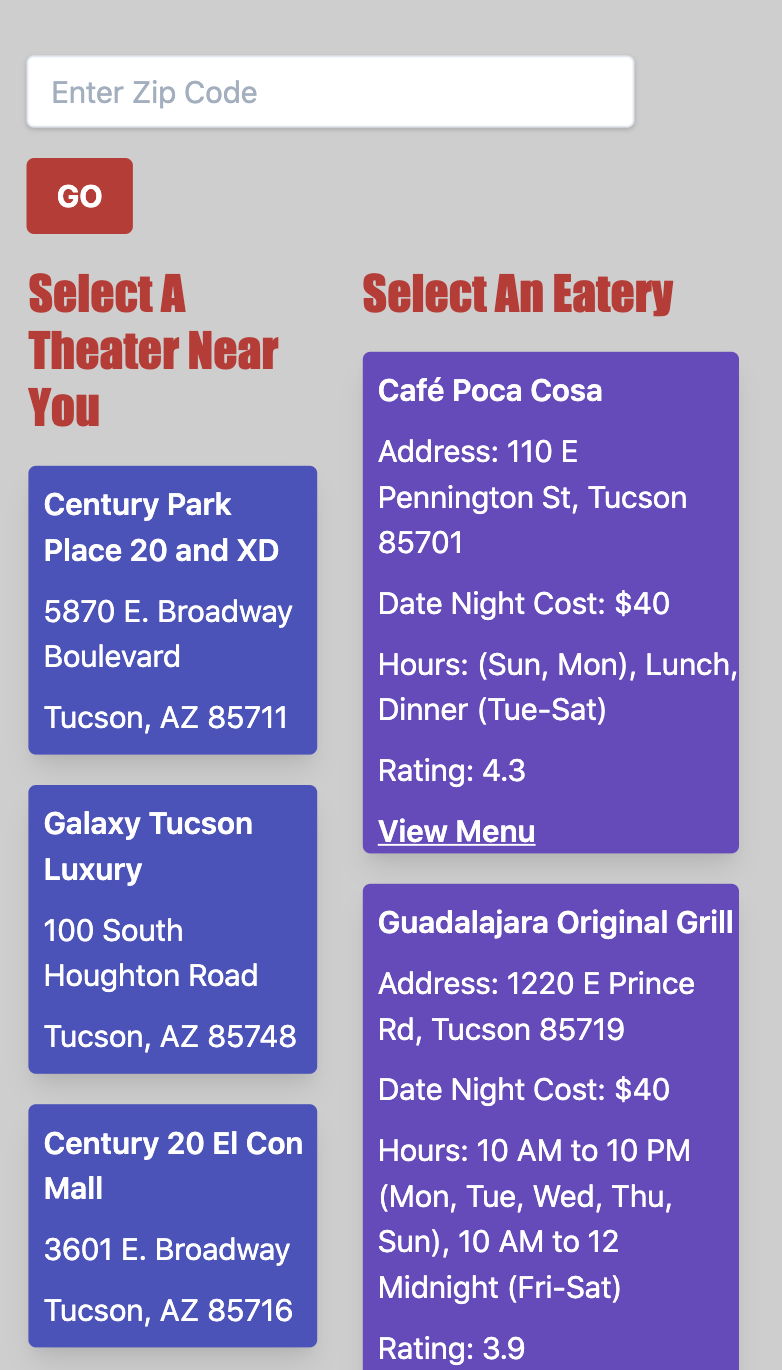 Enter Zip Code
GO
Select A
Theater Near
You
Century Park
Place 20 and XD
5870 E. Broadway
Boulevard
Tucson, AZ 85711
Galaxy Tucson
Luxury
100 South
Houghton Road
Tucson, AZ 85748
Century 20 El Con
Mall
3601 E. Broadway
Tucson, AZ 85716
Select An Eatery
Café Poca Cosa
Address: 110 E
Pennington St, Tucson
85701
Date Night Cost: $40
Hours: (Sun, Mon), Lunch,
Dinner (Tue-Sat)
Rating: 4.3
View Menu
Guadalajara Original Grill
Address: 1220 E Prince
Rd, Tucson 85719
Date Night Cost: $40
Hours: 10 AM to 10 PM
(Mon, Tue, Wed, Thu,
Sun), 10 AM to 12
Midnight (Fri-Sat)
Rating: 3.9